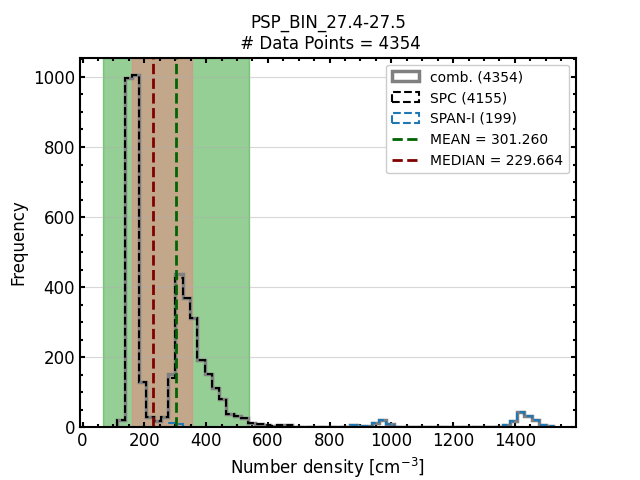 PSP_BIN_27.4-27.5
# Data Points = 4354
comb. (4354)
SPC (4155)
SPAN-I (199)
MEAN = 301.260
MEDIAN = 229.664
Frequency
1000
800
600
400
200
0
0 200 400 600 800 1000 1200 1400
Number density [cm⁻³]